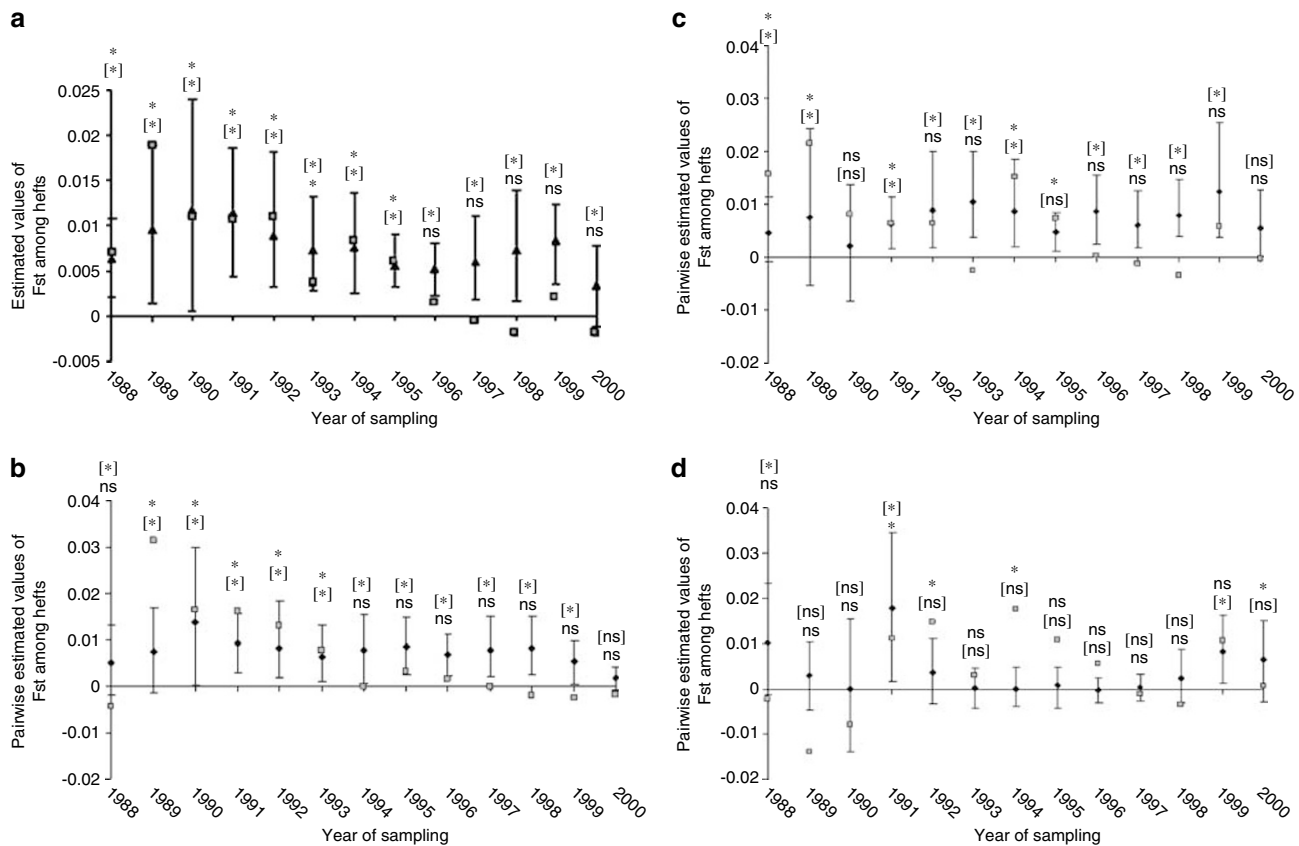 a
*
[*]
*
[*]
*
[*]
*
[*]
*
[*]
[*]
*
*
[*]
*
[*]
[*]
ns
[*]
ns
[*]
ns
[*]
ns
[*]
ns
0.025
0.02
0.015
0.01
0.005
0
-0.005
Estimated values of
Fst among hefts
1988 1989 1990 1991 1992 1993 1994 1995 1996 1997 1998 1999 2000
Year of sampling
b
[*]
ns
*
[*]
*
[*]
*
[*]
*
[*]
*
[*]
[*]
ns
[*]
ns
[*]
ns
[*]
ns
[*]
ns
[*]
ns
[ns]
ns
0.04
0.03
0.02
0.01
0
-0.01
-0.02
Pairwise estimated values of
Fst among hefts
1988 1989 1990 1991 1992 1993 1994 1995 1996 1997 1998 1999 2000
Year of sampling
c
*
[*]
*
[*]
ns
[ns]
*
[*]
[*]
ns
[*]
ns
*
[*]
*
[ns]
[*]
ns
[*]
ns
[*]
ns
[*]
ns
[ns]
ns
0.04
0.03
0.02
0.01
0
-0.01
-0.02
Pairwise estimated values of
Fst among hefts
1988 1989 1990 1991 1992 1993 1994 1995 1996 1997 1998 1999 2000
Year of sampling
d
[*]
ns
[ns]
ns
[ns]
ns
[*]
*
*
[ns]
ns
[ns]
*
[ns]
ns
[ns]
ns
[ns]
[ns]
ns
[ns]
ns
ns
[*]
*
[ns]
0.04
0.03
0.02
0.01
0
-0.01
-0.02
Pairwise estimated values of
Fst among hefts
1988 1989 1990 1991 1992 1993 1994 1995 1996 1997 1998 1999 2000
Year of sampling